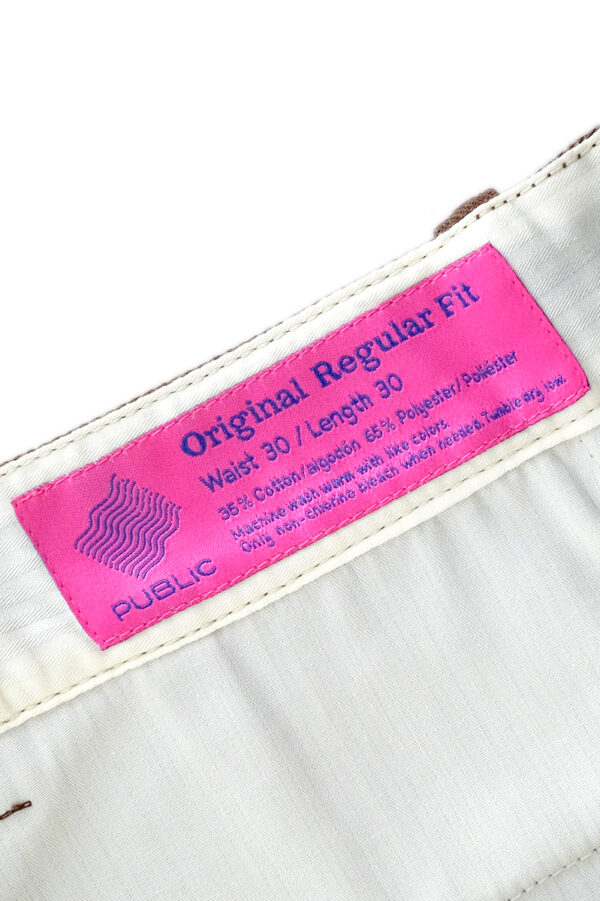 Original Regular Fit
Waist 30 / Length 30
35% Cotton/algodón 65% Polyester/Poliéster
Machine wash warm with like colors.
Only non-chlorine bleach when needed. Tumble dry low.
PUBLIC